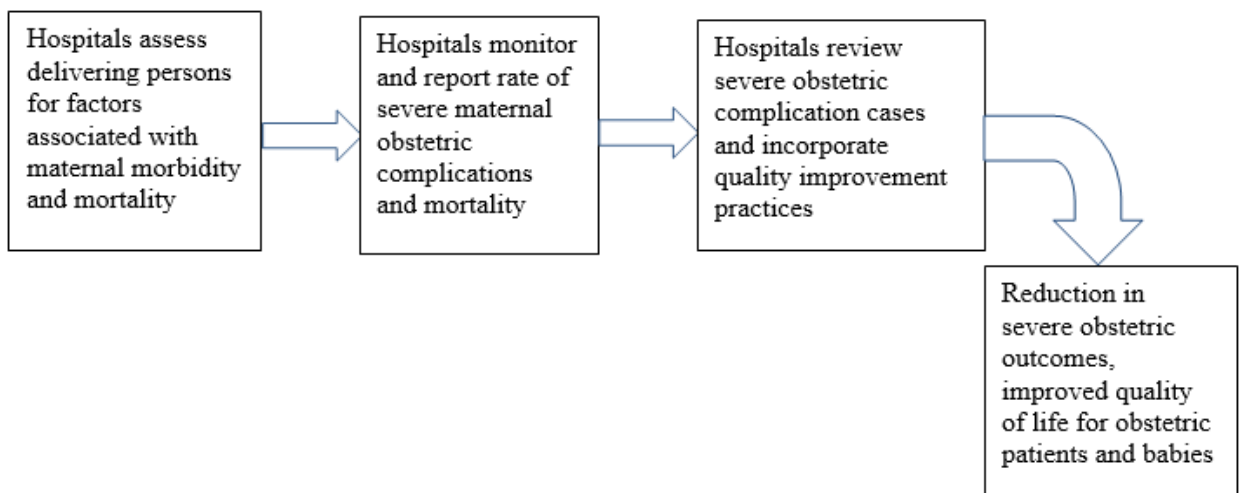 Hospitals assess
delivering persons
for factors
associated with
maternal morbidity
and mortality
Hospitals monitor
and report rate of
severe maternal
obstetric
complications
and mortality
Hospitals review
severe obstetric
complication cases
and incorporate
quality improvement
practices
Reduction in
severe obstetric
outcomes,
improved quality
of life for obstetric
patients and babies